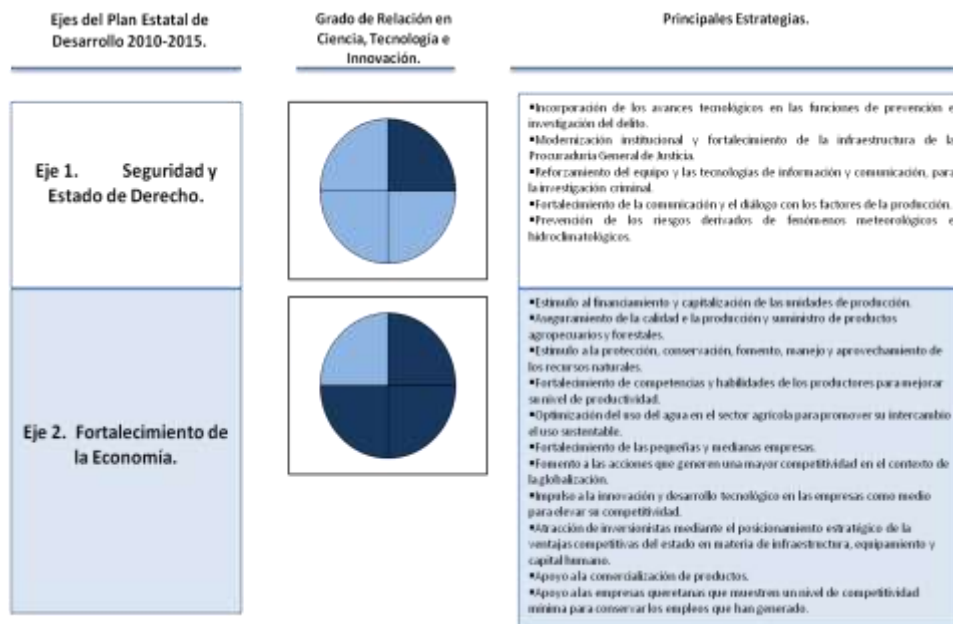 Ejes del Plan Estatal de
Desarrollo 2010-2015.
Grado de Relación en
Ciencia, Tecnología e
Innovación.
Principales Estrategias.
Eje 1. Seguridad y
Estado de Derecho.
▪Incorporación de los avances tecnológicos en las funciones de prevención e
investigación del delito.
▪Modernización institucional y fortalecimiento de la infraestructura de la
Procuraduría General de Justicia.
▪Reforzamiento del equipo y las tecnologías de información y comunicación, para
la investigación criminal.
▪Fortalecimiento de la comunicación y el diálogo con los factores de la producción.
▪Prevención de los riesgos derivados de fenómenos meteorológicos e
hidroclimatológicos.
Eje 2. Fortalecimiento de
la Economía.
▪Estímulo al financiamiento y capitalización de las unidades de producción.
▪Aseguramiento de la calidad e la producción y suministro de productos
agropecuarios y forestales.
▪Estímulo a la protección, conservación, fomento, manejo y aprovechamiento de
los recursos naturales.
▪Fortalecimiento de competencias y habilidades de los productores para mejorar
su nivel de productividad.
▪Optimización del uso del agua en el sector agrícola para promover su intercambio
el uso sustentable.
▪Fortalecimiento de las pequeñas y medianas empresas.
▪Fomento a las acciones que generen una mayor competitividad en el contexto de
la globalización.
▪Impulso a la innovación y desarrollo tecnológico en las empresas como medio
para elevar su competitividad.
▪Atracción de inversionistas mediante el posicionamiento estratégico de la
ventajas competitivas del estado en materia de infraestructura, equipamiento y
capital humano.
▪Apoyo a la comercialización de productos.
▪Apoyo a las empresas queretanas que muestren un nivel de competitividad
mínima para conservar los empleos que han generado.